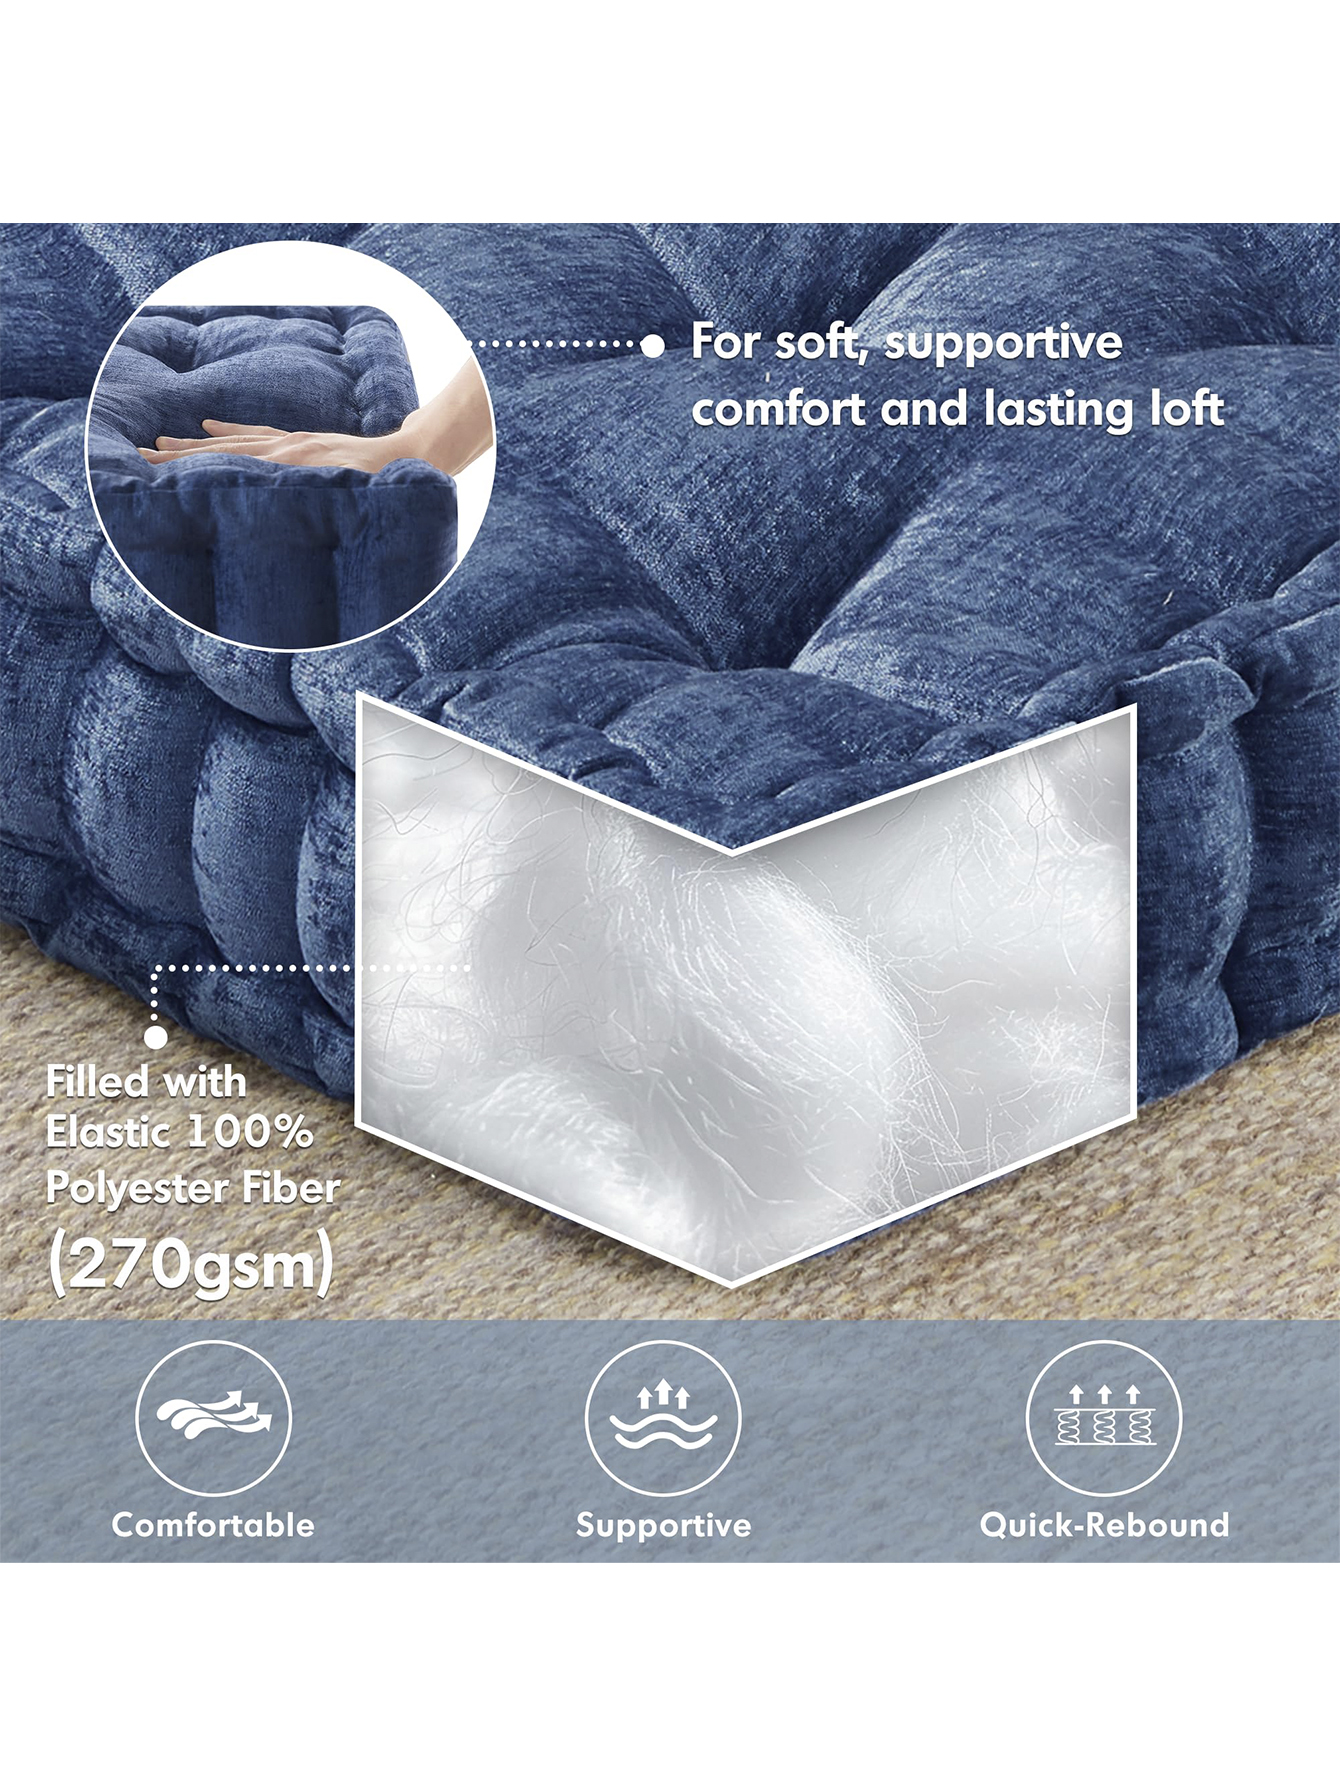 For soft, supportive
comfort and lasting loft
Filled with
Elastic 100%
Polyester Fiber
(270gsm)
Comfortable
Supportive
Quick-Rebound